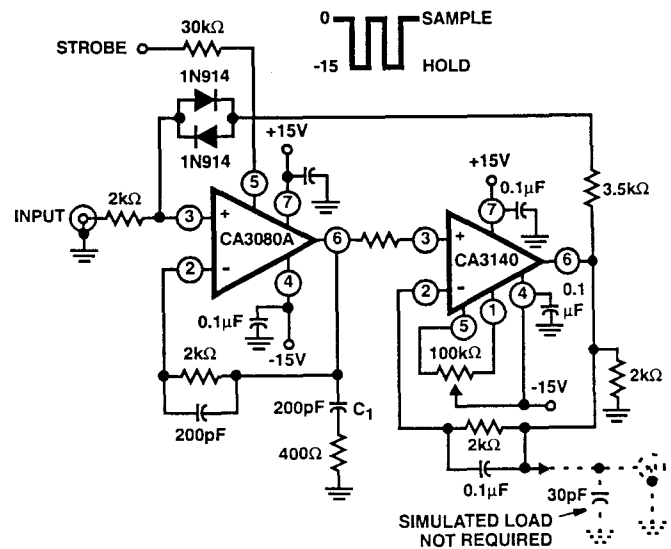 0
SAMPLE
-15
HOLD
30kΩ
STROBE
1N914
1N914
+15V
+15V
0.1µF
3.5kΩ
2kΩ
INPUT
5
7
3
+
CA3080A
6
2
-
4
0.1µF
-15V
7
3
+
CA3140
6
2
-
4
5
1
0.1
µF
100kΩ
-15V
2kΩ
2kΩ
200pF
200pF
C1
400Ω
2kΩ
0.1µF
30pF
SIMULATED LOAD
NOT REQUIRED